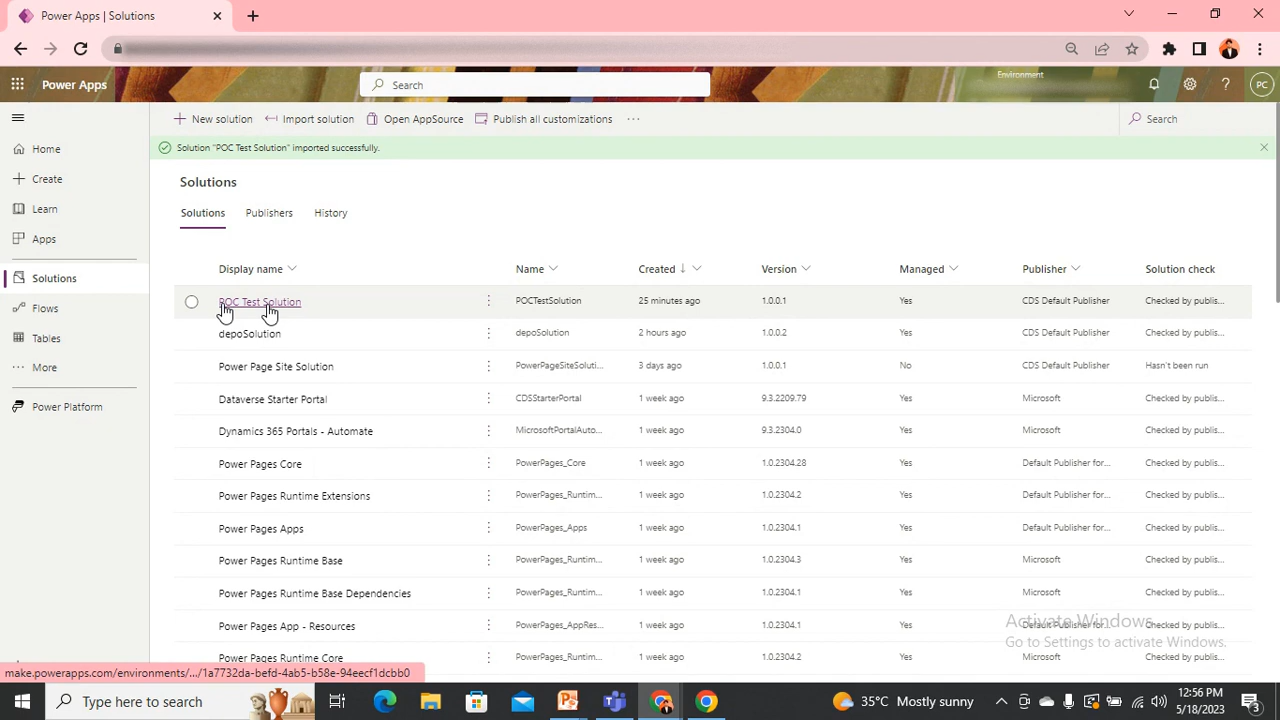 Power Apps | Solutions
Environment
Power Apps
Search
PC
New solution
Import solution
Open AppSource
Publish all customizations
Search
Solution "POC Test Solution" imported successfully.
Home
Create
Learn
Apps
Solutions
Flows
Tables
More
Power Platform
Solutions
Solutions Publishers History
Display name Name Created Version Managed Publisher Solution check
POC Test Solution POCTestSolution 25 minutes ago 1.0.0.1 Yes CDS Default Publisher Checked by publis...
depoSolution depoSolution 2 hours ago 1.0.0.2 Yes CDS Default Publisher Checked by publis...
Power Page Site Solution PowerPageSiteSoluti... 3 days ago 1.0.0.1 No CDS Default Publisher Hasn't been run
Dataverse Starter Portal CDSStarterPortal 1 week ago 9.3.2209.79 Yes Microsoft Checked by publis...
Dynamics 365 Portals - Automate MicrosoftPortalAuto... 1 week ago 9.3.2304.0 Yes Microsoft Checked by publis...
Power Pages Core PowerPages_Core 1 week ago 1.0.2304.28 Yes Default Publisher for... Checked by publis...
Power Pages Runtime Extensions PowerPages_Runtim... 1 week ago 1.0.2304.2 Yes Default Publisher for... Checked by publis...
Power Pages Apps PowerPages_Apps 1 week ago 1.0.2304.1 Yes Default Publisher for... Checked by publis...
Power Pages Runtime Base PowerPages_Runtim... 1 week ago 1.0.2304.3 Yes Microsoft Checked by publis...
Power Pages Runtime Base Dependencies PowerPages_Runtim... 1 week ago 1.0.2304.1 Yes Microsoft Checked by publis...
Power Pages App - Resources PowerPages_AppRes... 1 week ago 1.0.2304.1 Yes Default Publisher for... Checked by publis...
Power Pages Runtime Core PowerPages_Runtim... 1 week ago 1.0.2304.2 Yes Microsoft Checked by publis...
Activate Windows
Go to Settings to activate Windows.
make.powerapps.com/environments/.../1a7732da-befd-4ab5-b58e-94eecf1dcbb0
Type here to search
35°C Mostly sunny
12:56 PM
5/18/2023
3